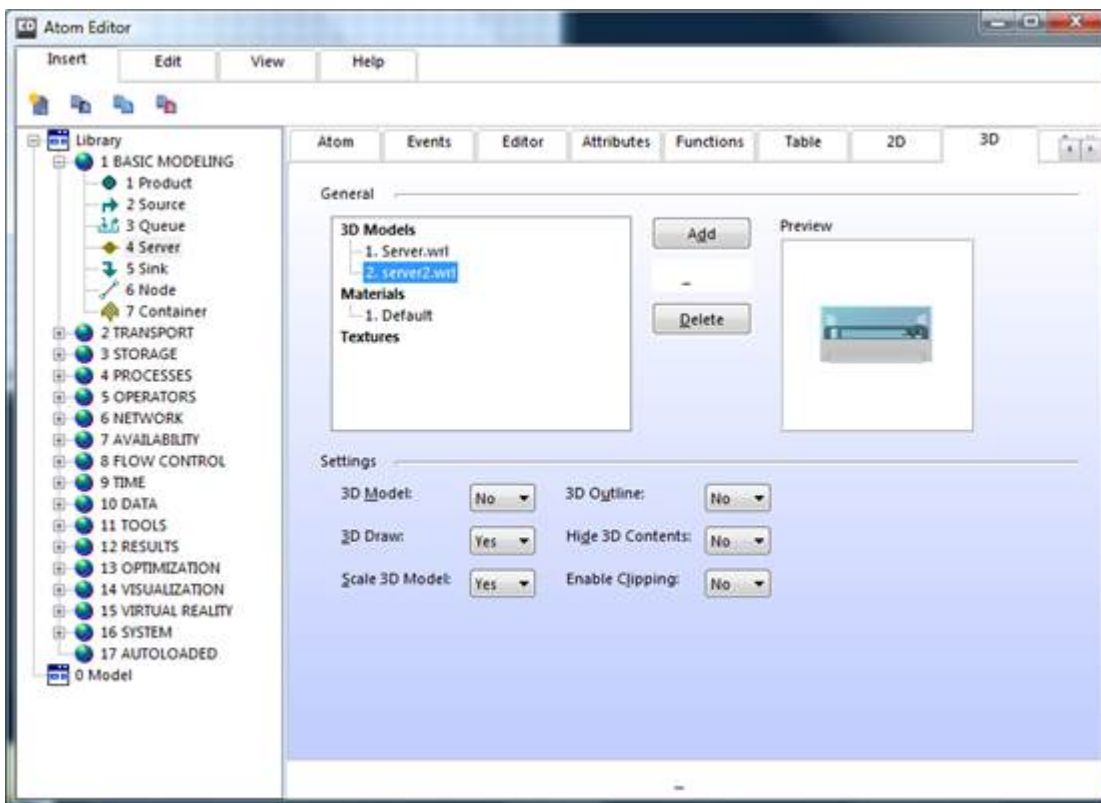 Atom Editor
Insert Edit View Help
Library
1 BASIC MODELING
1 Product
2 Source
3 Queue
4 Server
5 Sink
6 Node
7 Container
2 TRANSPORT
3 STORAGE
4 PROCESSES
5 OPERATORS
6 NETWORK
7 AVAILABILITY
8 FLOW CONTROL
9 TIME
10 DATA
11 TOOLS
12 RESULTS
13 OPTIMIZATION
14 VISUALIZATION
15 VIRTUAL REALITY
16 SYSTEM
17 AUTOLOADED
0 Model
Atom Events Editor Attributes Functions Table 2D 3D
General
3D Models
1. Server.wrl
2. server2.wrl
Materials
1. Default
Textures
Add
Delete
Preview
Settings
3D Model: No 3D Outline: No
3D Draw: Yes Hide 3D Contents: No
Scale 3D Model: Yes Enable Clipping: No